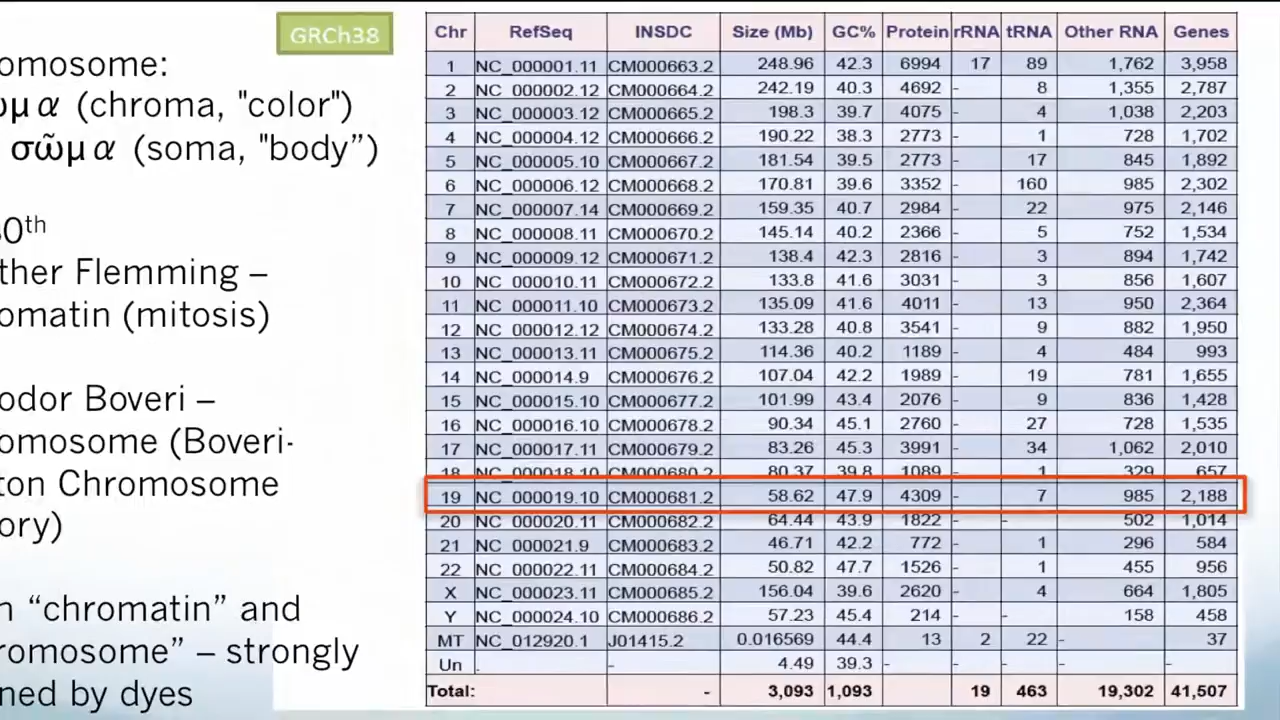 GRCh38
omosome:
ωμα (chroma, "color")
σῶμα (soma, "body”)
0th
ther Flemming –
omatin (mitosis)
odor Boveri –
omosome (Boveri-
ton Chromosome
ory)
n “chromatin” and
romosome” – strongly
ned by dyes
Chr RefSeq INSDC Size (Mb) GC% Protein rRNA tRNA Other RNA Genes
1 NC_000001.11 CM000663.2 248.96 42.3 6994 17 89 1,762 3,958
2 NC_000002.12 CM000664.2 242.19 40.3 4692 - 8 1,355 2,787
3 NC_000003.12 CM000665.2 198.3 39.7 4075 - 4 1,038 2,203
4 NC_000004.12 CM000666.2 190.22 38.3 2773 - 1 728 1,702
5 NC_000005.10 CM000667.2 181.54 39.5 2773 - 17 845 1,892
6 NC_000006.12 CM000668.2 170.81 39.6 3352 - 160 985 2,302
7 NC_000007.14 CM000669.2 159.35 40.7 2984 - 22 975 2,146
8 NC_000008.11 CM000670.2 145.14 40.2 2366 - 5 752 1,534
9 NC_000009.12 CM000671.2 138.4 42.3 2816 - 3 894 1,742
10 NC_000010.11 CM000672.2 133.8 41.6 3031 - 3 856 1,607
11 NC_000011.10 CM000673.2 135.09 41.6 4011 - 13 950 2,364
12 NC_000012.12 CM000674.2 133.28 40.8 3541 - 9 882 1,950
13 NC_000013.11 CM000675.2 114.36 40.2 1189 - 4 484 993
14 NC_000014.9 CM000676.2 107.04 42.2 1989 - 19 781 1,655
15 NC_000015.10 CM000677.2 101.99 43.4 2076 - 9 836 1,428
16 NC_000016.10 CM000678.2 90.34 45.1 2760 - 27 728 1,535
17 NC_000017.11 CM000679.2 83.26 45.3 3991 - 34 1,062 2,010
18 NC_000018.10 CM000680.2 80.37 39.8 1089 - 1 329 657
19 NC_000019.10 CM000681.2 58.62 47.9 4309 - 7 985 2,188
20 NC_000020.11 CM000682.2 64.44 43.9 1822 - - 502 1,014
21 NC_000021.9 CM000683.2 46.71 42.2 772 - 1 296 584
22 NC_000022.11 CM000684.2 50.82 47.7 1526 - 1 455 956
X NC_000023.11 CM000685.2 156.04 39.6 2620 - 4 664 1,805
Y NC_000024.10 CM000686.2 57.23 45.4 214 - - 158 458
MT NC_012920.1 J01415.2 0.016569 44.4 13 2 22 - 37
Un . - 4.49 39.3 - - - - -
Total: - 3,093 1,093 19 463 19,302 41,507